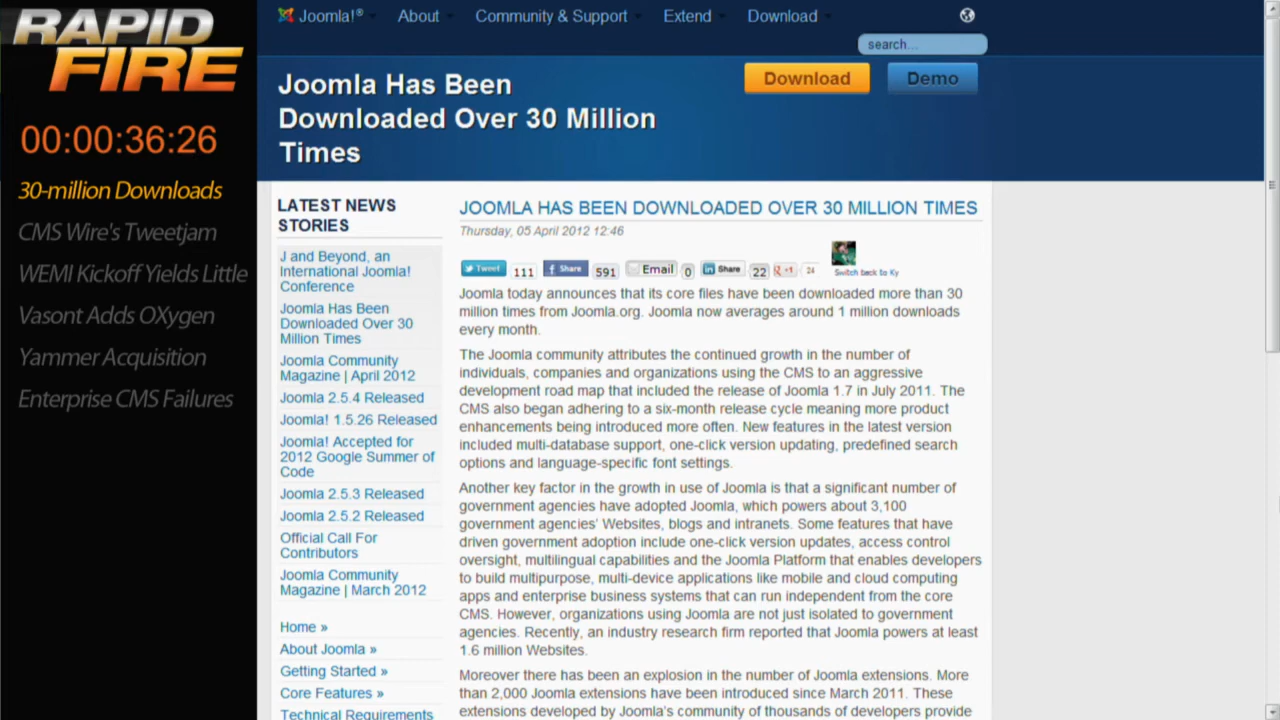 RAPID
FIRE
00:00:36:26
30-million Downloads
CMS Wire's Tweetjam
WEMI Kickoff Yields Little
Vasont Adds OXygen
Yammer Acquisition
Enterprise CMS Failures
Joomla!® About Community & Support Extend Download
search...
Download Demo
Joomla Has Been
Downloaded Over 30 Million
Times
LATEST NEWS
STORIES
J and Beyond, an
International Joomla!
Conference
Joomla Has Been
Downloaded Over 30
Million Times
Joomla Community
Magazine | April 2012
Joomla 2.5.4 Released
Joomla! 1.5.26 Released
Joomla! Accepted for
2012 Google Summer of
Code
Joomla 2.5.3 Released
Joomla 2.5.2 Released
Official Call For
Contributors
Joomla Community
Magazine | March 2012
Home »
About Joomla »
Getting Started »
Core Features »
Technical Requirements
JOOMLA HAS BEEN DOWNLOADED OVER 30 MILLION TIMES
Thursday, 05 April 2012 12:46
Tweet 111 Share 591 Email 0 Share 22 +1 24 Switch back to Ky
Joomla today announces that its core files have been downloaded more than 30
million times from Joomla.org. Joomla now averages around 1 million downloads
every month.
The Joomla community attributes the continued growth in the number of
individuals, companies and organizations using the CMS to an aggressive
development road map that included the release of Joomla 1.7 in July 2011. The
CMS also began adhering to a six-month release cycle meaning more product
enhancements being introduced more often. New features in the latest version
included multi-database support, one-click version updating, predefined search
options and language-specific font settings.
Another key factor in the growth in use of Joomla is that a significant number of
government agencies have adopted Joomla, which powers about 3,100
government agencies' Websites, blogs and intranets. Some features that have
driven government adoption include one-click version updates, access control
oversight, multilingual capabilities and the Joomla Platform that enables developers
to build multipurpose, multi-device applications like mobile and cloud computing
apps and enterprise business systems that can run independent from the core
CMS. However, organizations using Joomla are not just isolated to government
agencies. Recently, an industry research firm reported that Joomla powers at least
1.6 million Websites.
Moreover there has been an explosion in the number of Joomla extensions. More
than 2,000 Joomla extensions have been introduced since March 2011. These
extensions developed by Joomla's community of thousands of developers provide